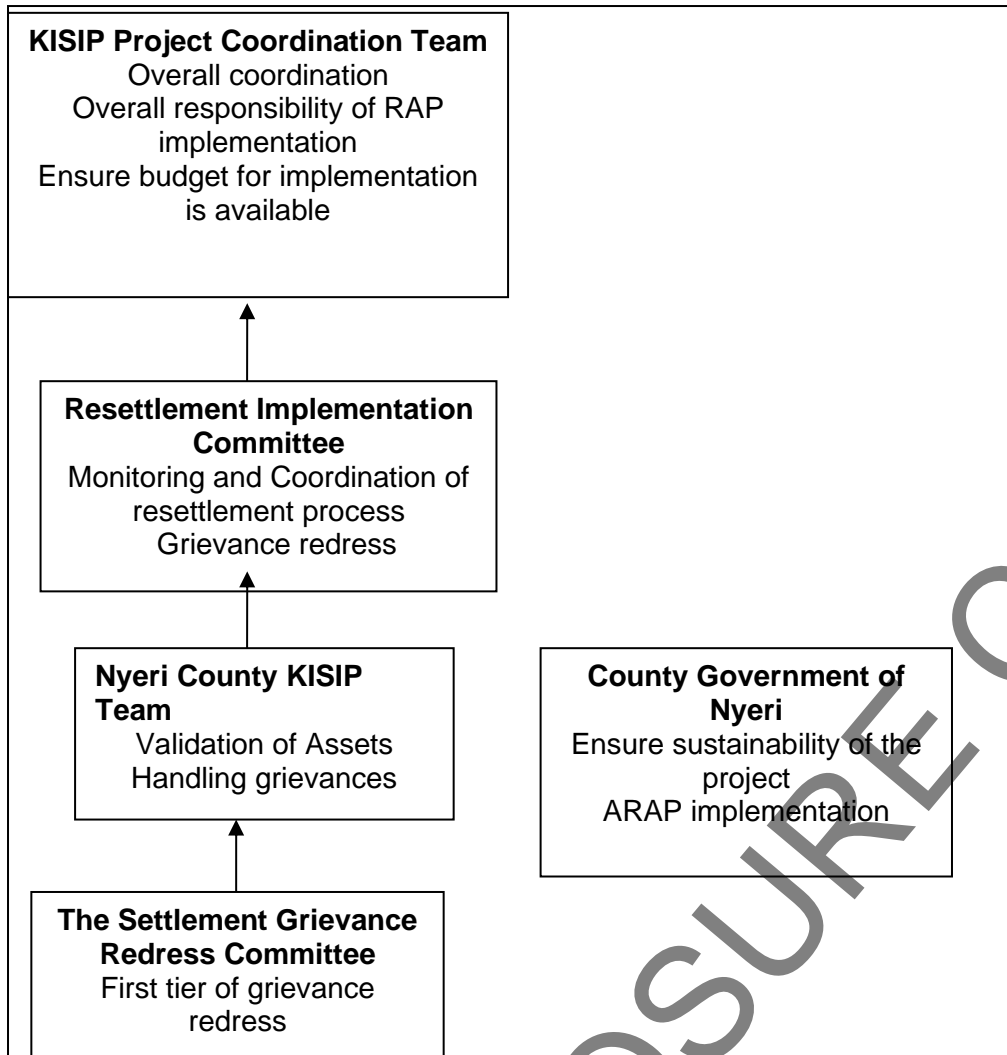 KISIP Project Coordination Team
Overall coordination
Overall responsibility of RAP
implementation
Ensure budget for implementation
is available
Resettlement Implementation
Committee
Monitoring and Coordination of
resettlement process
Grievance redress
Nyeri County KISIP
Team
Validation of Assets
Handling grievances
County Government of
Nyeri
Ensure sustainability of the
project
ARAP implementation
The Settlement Grievance
Redress Committee
First tier of grievance
redress